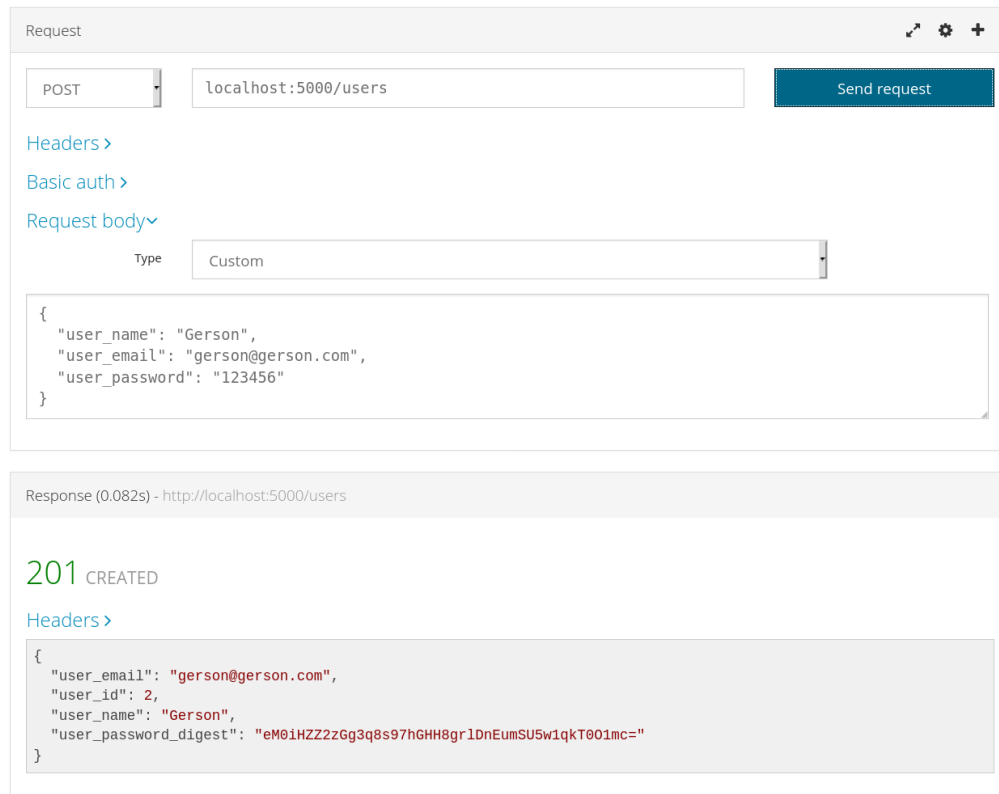 Request
POST
localhost:5000/users
Send request
Headers
Basic auth
Request body
Type
Custom
{
"user_name": "Gerson",
"user_email": "gerson@gerson.com",
"user_password": "123456"
}
Response (0.082s) - http://localhost:5000/users
201 CREATED
Headers
{
"user_email": "gerson@gerson.com",
"user_id": 2,
"user_name": "Gerson",
"user_password_digest": "eM0iHZZ2zGg3q8s97hGHH8grlDnEumSU5w1qkT0O1mc="
}